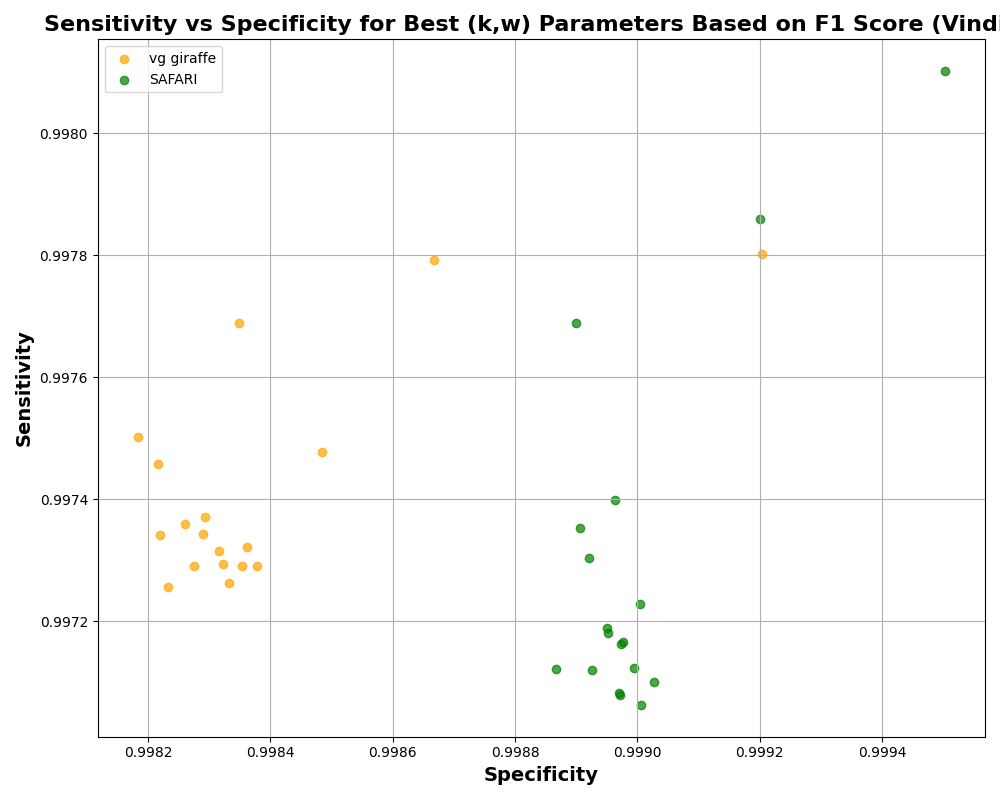 Sensitivity vs Specificity for Best (k,w) Parameters Based on F1 Score (Vindi
vg giraffe
SAFARI
0.9980
0.9978
0.9976
0.9974
0.9972
Sensitivity
0.9982 0.9984 0.9986 0.9988 0.9990 0.9992 0.9994
Specificity